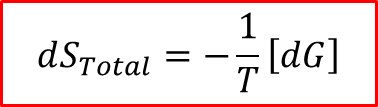 dS_{Total} = -\frac{1}{T}[dG]